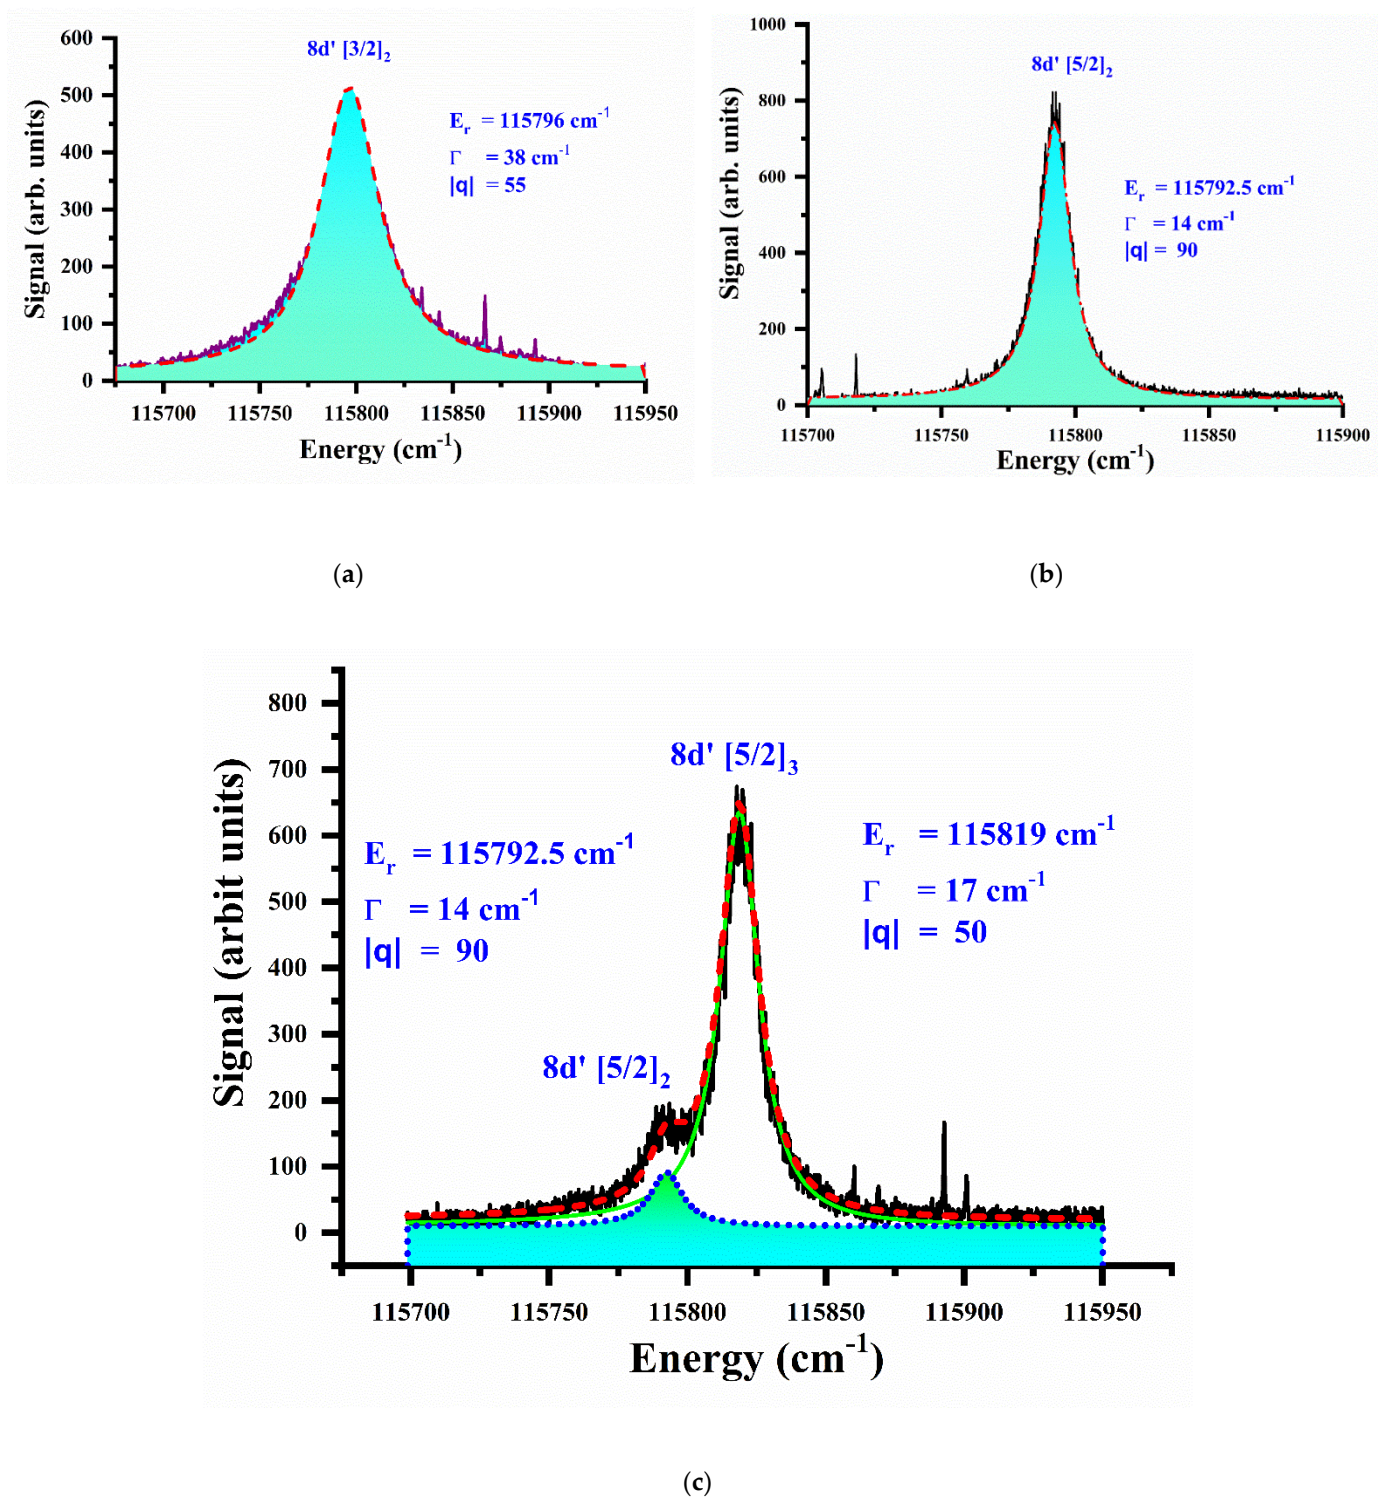 8d' [3/2]₂
E_r = 115796 cm⁻¹
Γ = 38 cm⁻¹
|q| = 55
Signal (arb. units)
600
500
400
300
200
100
0
115700 115750 115800 115850 115900 115950
Energy (cm⁻¹)
(a)
8d' [5/2]₂
E_r = 115792.5 cm⁻¹
Γ = 14 cm⁻¹
|q| = 90
Signal (arb. units)
1000
800
600
400
200
0
115700 115750 115800 115850 115900
Energy (cm⁻¹)
(b)
8d' [5/2]₃
E_r = 115792.5 cm⁻¹
Γ = 14 cm⁻¹
|q| = 90
E_r = 115819 cm⁻¹
Γ = 17 cm⁻¹
|q| = 50
8d' [5/2]₂
Signal (arbit units)
800
700
600
500
400
300
200
100
0
115700 115750 115800 115850 115900 115950
Energy (cm⁻¹)
(c)